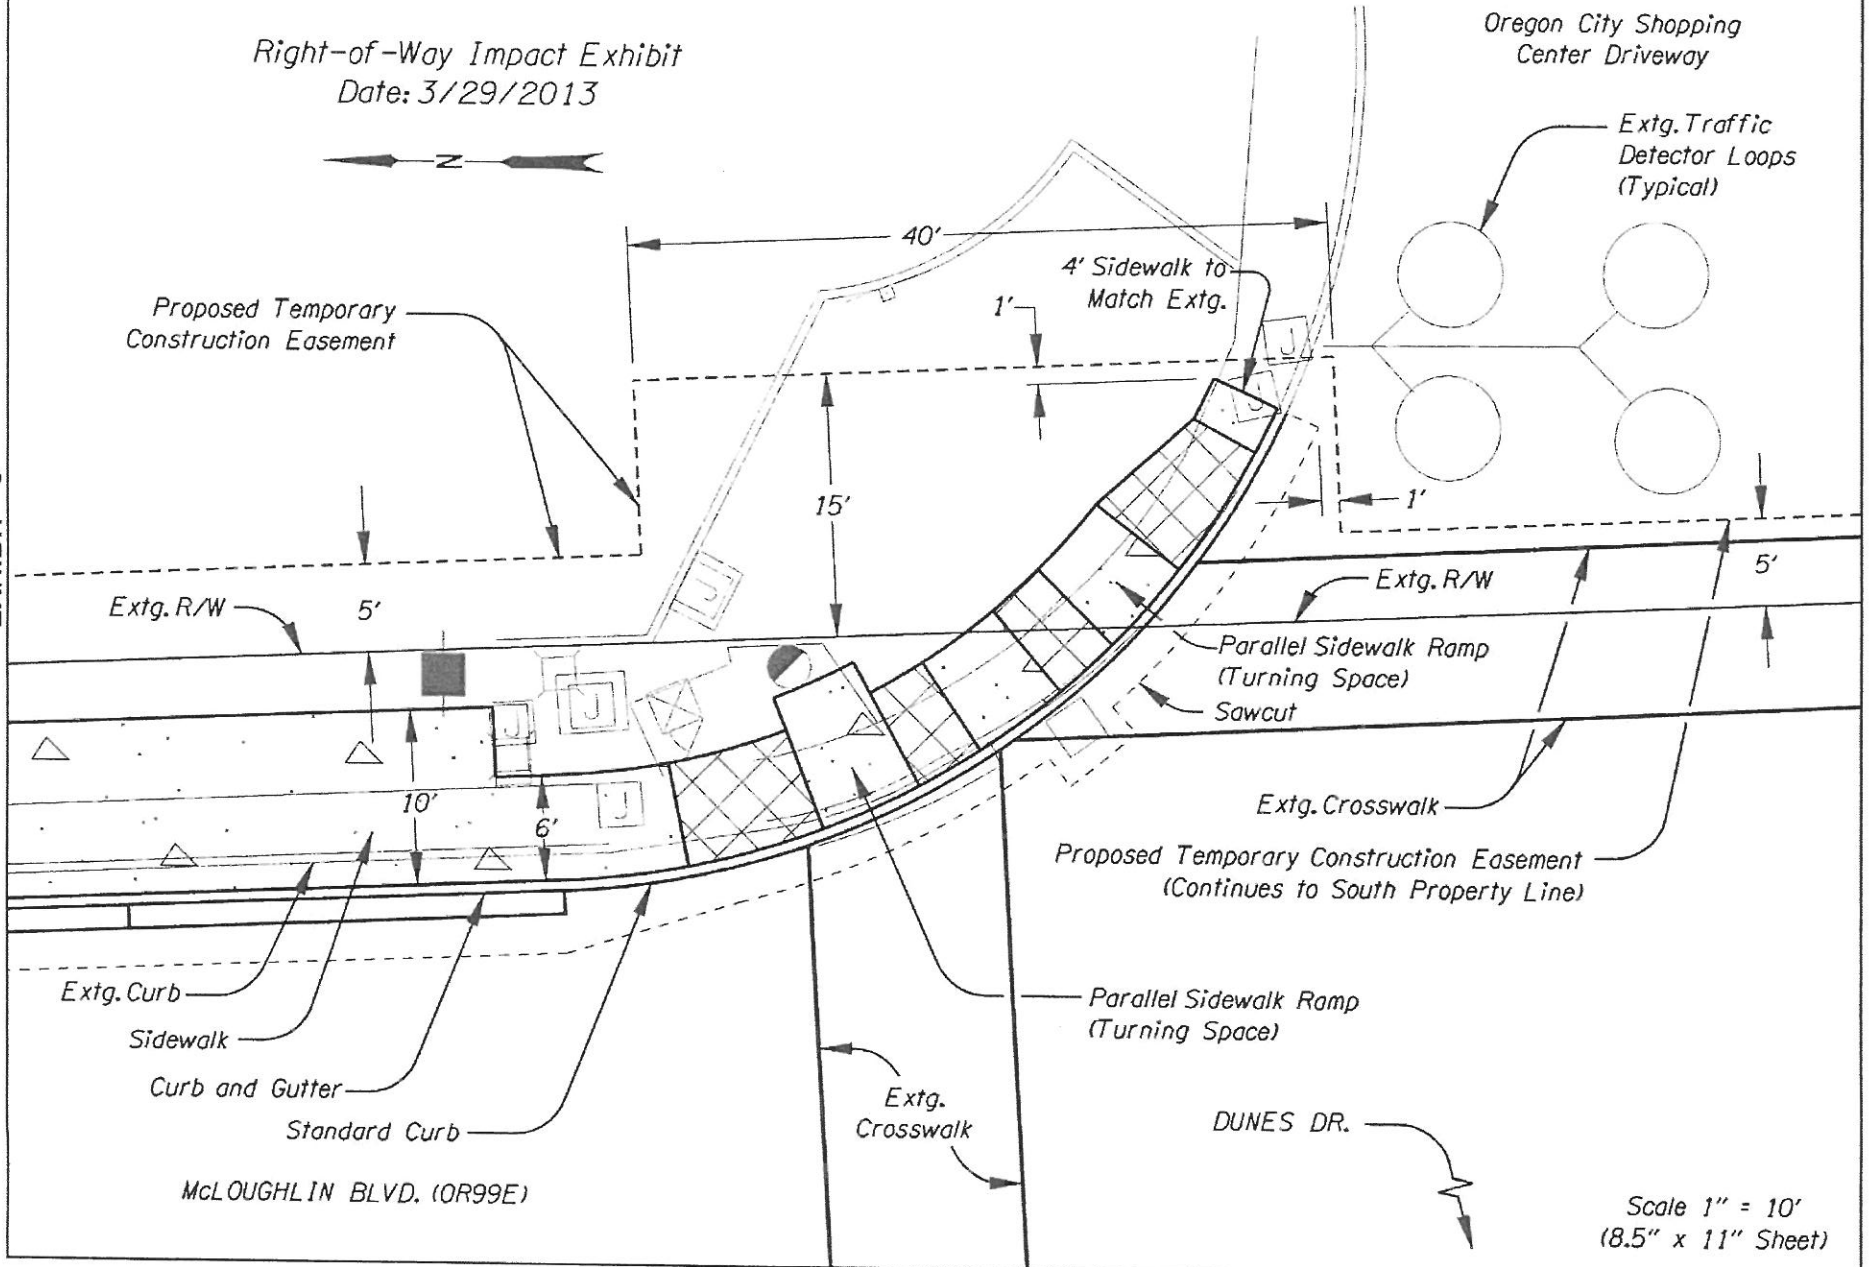 Right-of-Way Impact Exhibit
Date: 3/29/2013
N
Oregon City Shopping
Center Driveway
Extg. Traffic
Detector Loops
(Typical)
40'
4' Sidewalk to
Match Extg.
1'
Proposed Temporary
Construction Easement
J
J
15'
1'
5'
Extg. R/W
5'
Extg. R/W
J
Parallel Sidewalk Ramp
(Turning Space)
Sawcut
J
J
J
10'
6'
Extg. Crosswalk
Proposed Temporary Construction Easement
(Continues to South Property Line)
Extg. Curb
Sidewalk
Curb and Gutter
Standard Curb
Parallel Sidewalk Ramp
(Turning Space)
Extg.
Crosswalk
DUNES DR.
McLOUGHLIN BLVD. (OR99E)
Scale 1" = 10'
(8.5" x 11" Sheet)